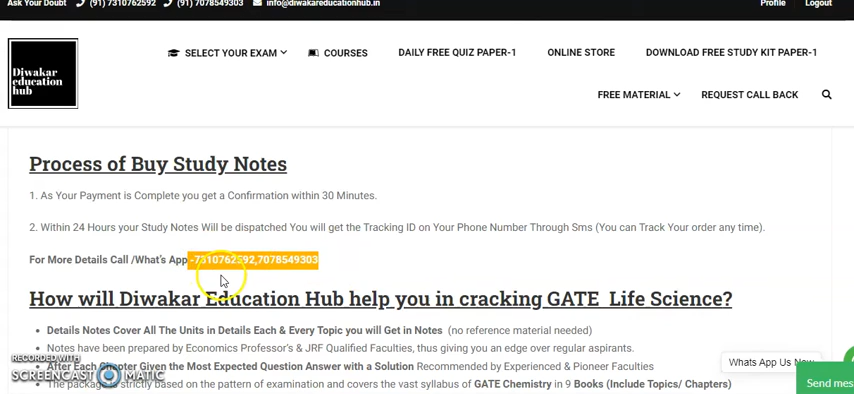 Ask Your Doubt (91) 7310762592 (91) 7078549303 info@diwakareducationhub.in Profile Logout
SELECT YOUR EXAM COURSES DAILY FREE QUIZ PAPER-1 ONLINE STORE DOWNLOAD FREE STUDY KIT PAPER-1
Diwakar
education
hub
FREE MATERIAL REQUEST CALL BACK
Process of Buy Study Notes
1. As Your Payment is Complete you get a Confirmation within 30 Minutes.
2. Within 24 Hours your Study Notes Will be dispatched You will get the Tracking ID on Your Phone Number Through Sms (You can Track Your order any time).
For More Details Call /What's App -7310762592,7078549303
How will Diwakar Education Hub help you in cracking GATE Life Science?
Details Notes Cover All The Units in Details Each & Every Topic you will Get in Notes (no reference material needed)
Notes have been prepared by Economics Professor's & JRF Qualified Faculties, thus giving you an edge over regular aspirants.
After Each Chapter Given the Most Expected Question Answer with a Solution Recommended by Experienced & Pioneer Faculties
The package is strictly based on the pattern of examination and covers the vast syllabus of GATE Chemistry in 9 Books (Include Topics/ Chapters)
Whats App Us Now
Send mes
RECORDED WITH
SCREENCAST MATIC